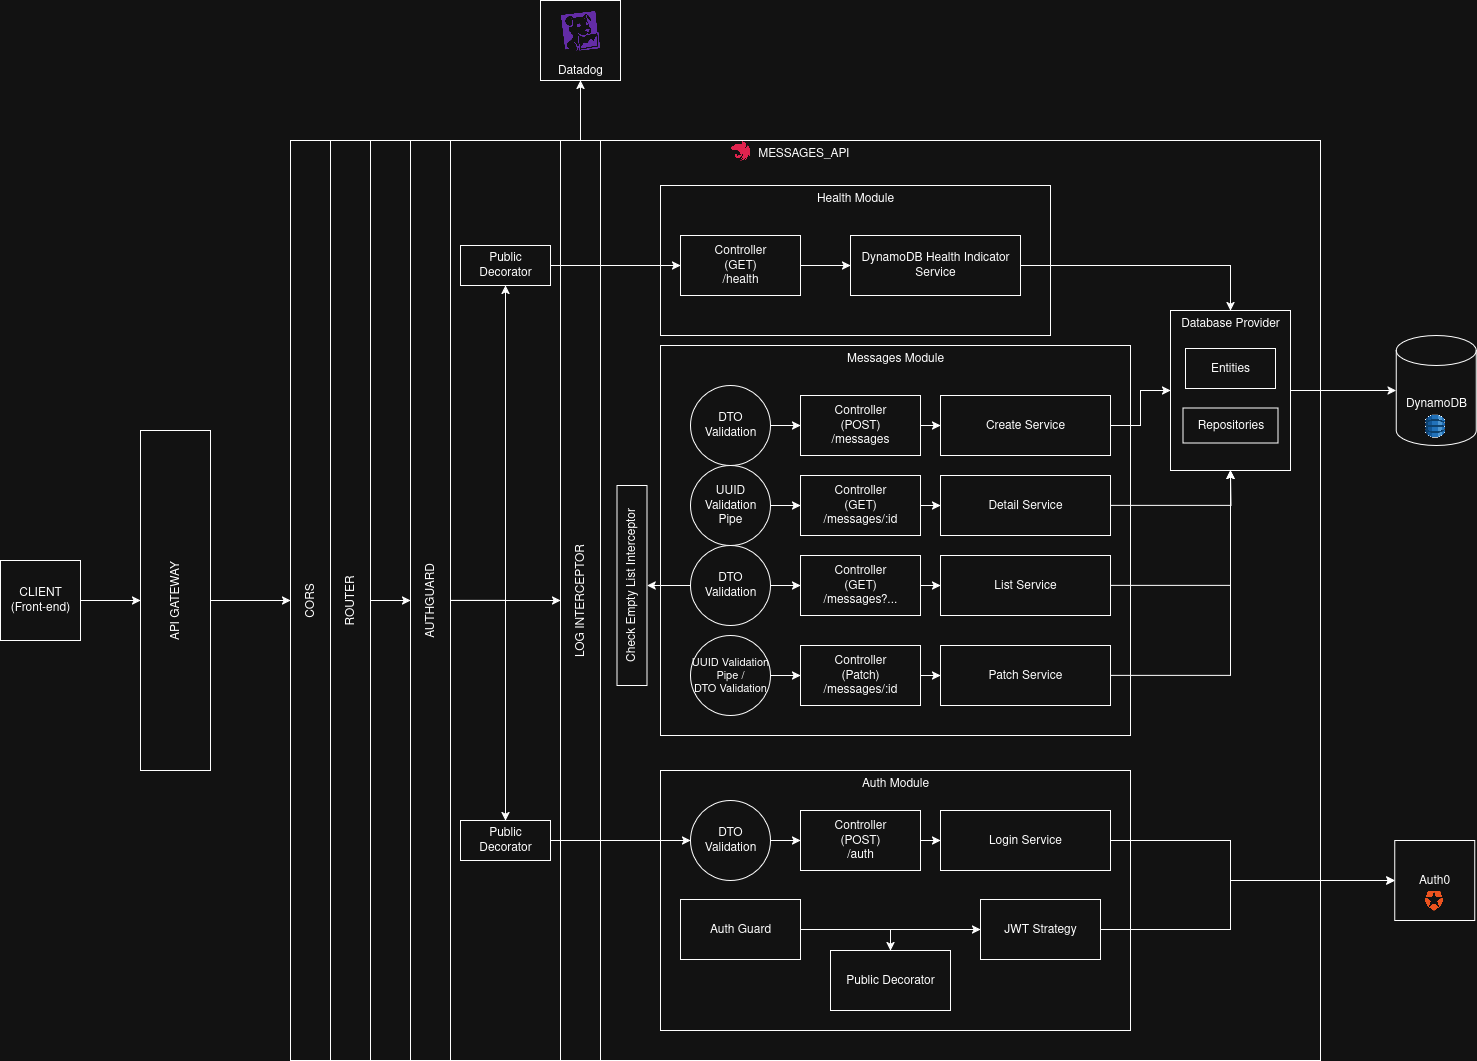 Datadog
MESSAGES_API
Health Module
Public
Decorator
Controller
(GET)
/health
DynamoDB Health Indicator
Service
Database Provider
Entities
Repositories
DynamoDB
Messages Module
DTO
Validation
Controller
(POST)
/messages
Create Service
UUID
Validation
Pipe
Controller
(GET)
/messages/:id
Detail Service
DTO
Validation
Controller
(GET)
/messages?...
List Service
UUID Validation
Pipe /
DTO Validation
Controller
(Patch)
/messages/:id
Patch Service
CLIENT
(Front-end)
API GATEWAY
CORS
ROUTER
AUTHGUARD
LOG INTERCEPTOR
Check Empty List Interceptor
Auth Module
Public
Decorator
DTO
Validation
Controller
(POST)
/auth
Login Service
Auth0
Auth Guard
JWT Strategy
Public Decorator